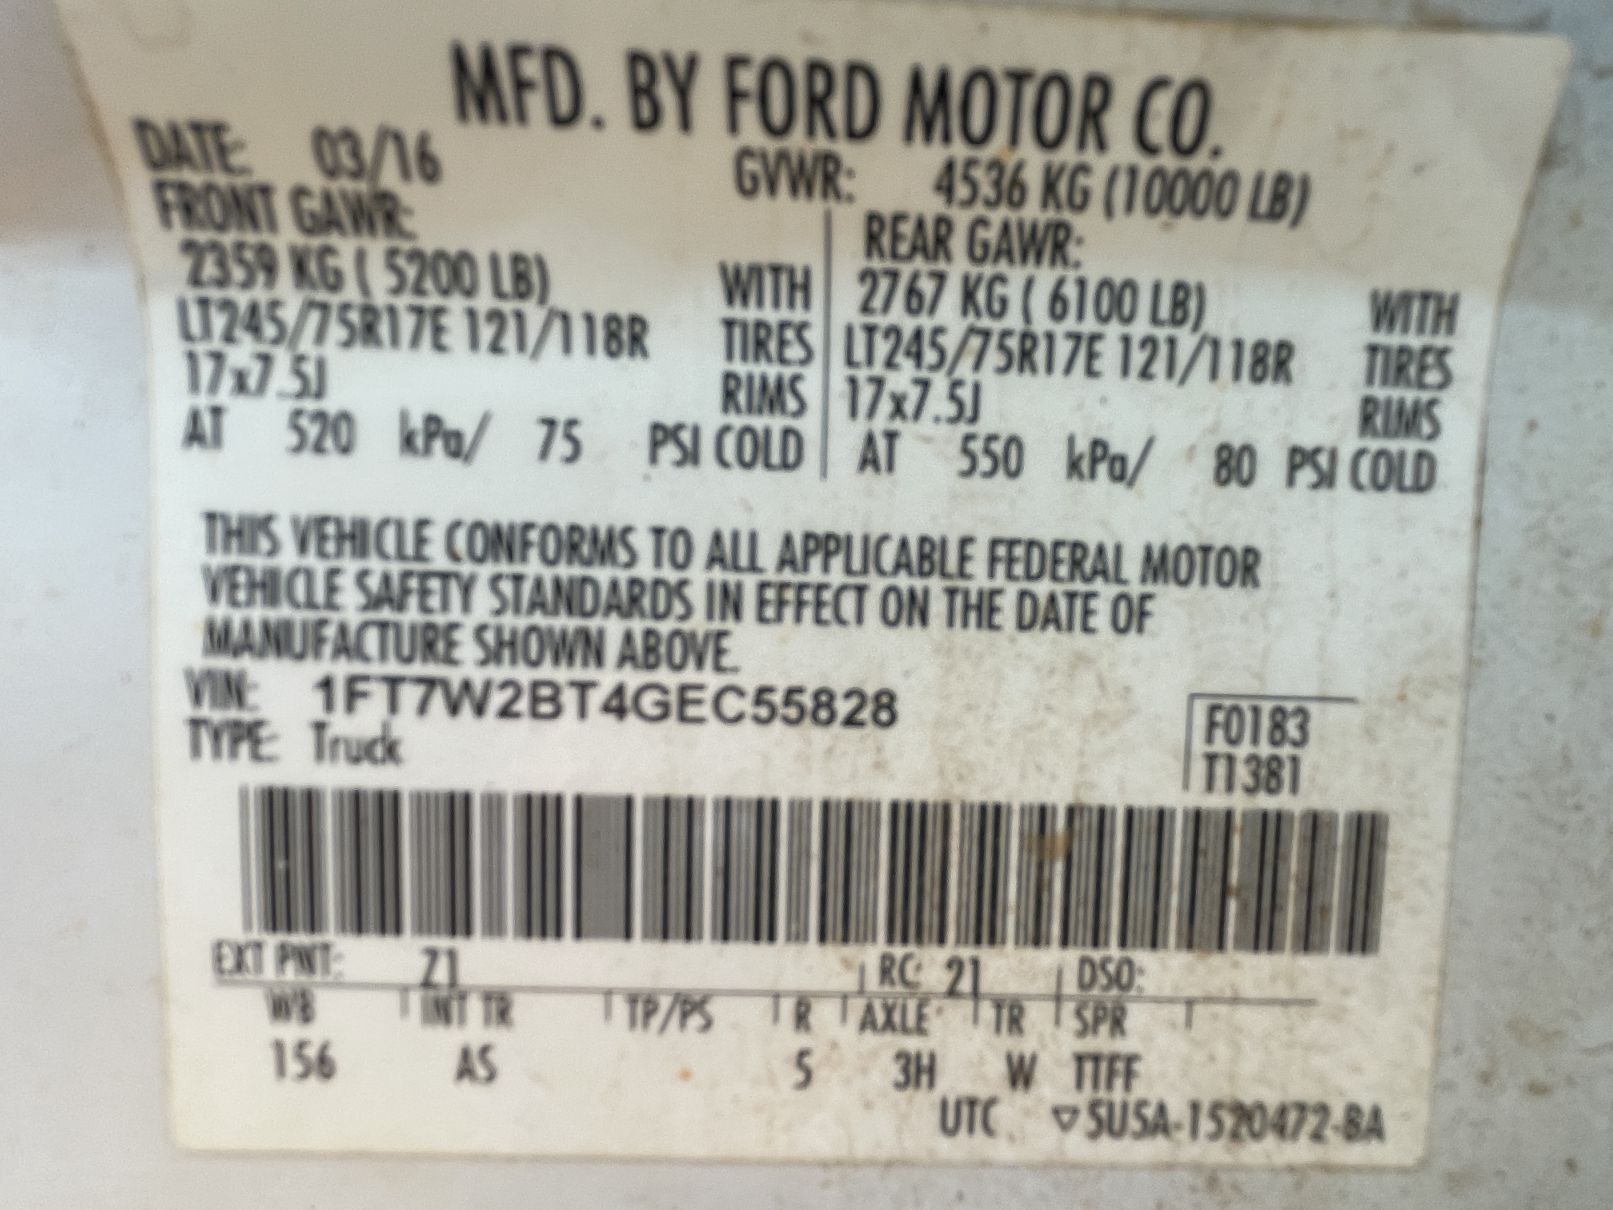 MFD. BY FORD MOTOR CO.
DATE: 03/16 GVWR: 4536 KG (10000 LB)
FRONT GAWR: REAR GAWR:
2359 KG ( 5200 LB) WITH 2767 KG ( 6100 LB) WITH
LT245/75R17E 121/118R TIRES LT245/75R17E 121/118R TIRES
17x7.5J RIMS 17x7.5J RIMS
AT 520 kPa/ 75 PSI COLD AT 550 kPa/ 80 PSI COLD
THIS VEHICLE CONFORMS TO ALL APPLICABLE FEDERAL MOTOR
VEHICLE SAFETY STANDARDS IN EFFECT ON THE DATE OF
MANUFACTURE SHOWN ABOVE.
VIN: 1FT7W2BT4GEC55828
TYPE: Truck
F0183
T1381
EXT PNT: Z1 RC: 21 DSO:
WB INT TR TP/PS R AXLE TR SPR
156 AS 5 3H W TTFF
UTC ▽5U5A-1520472-BA